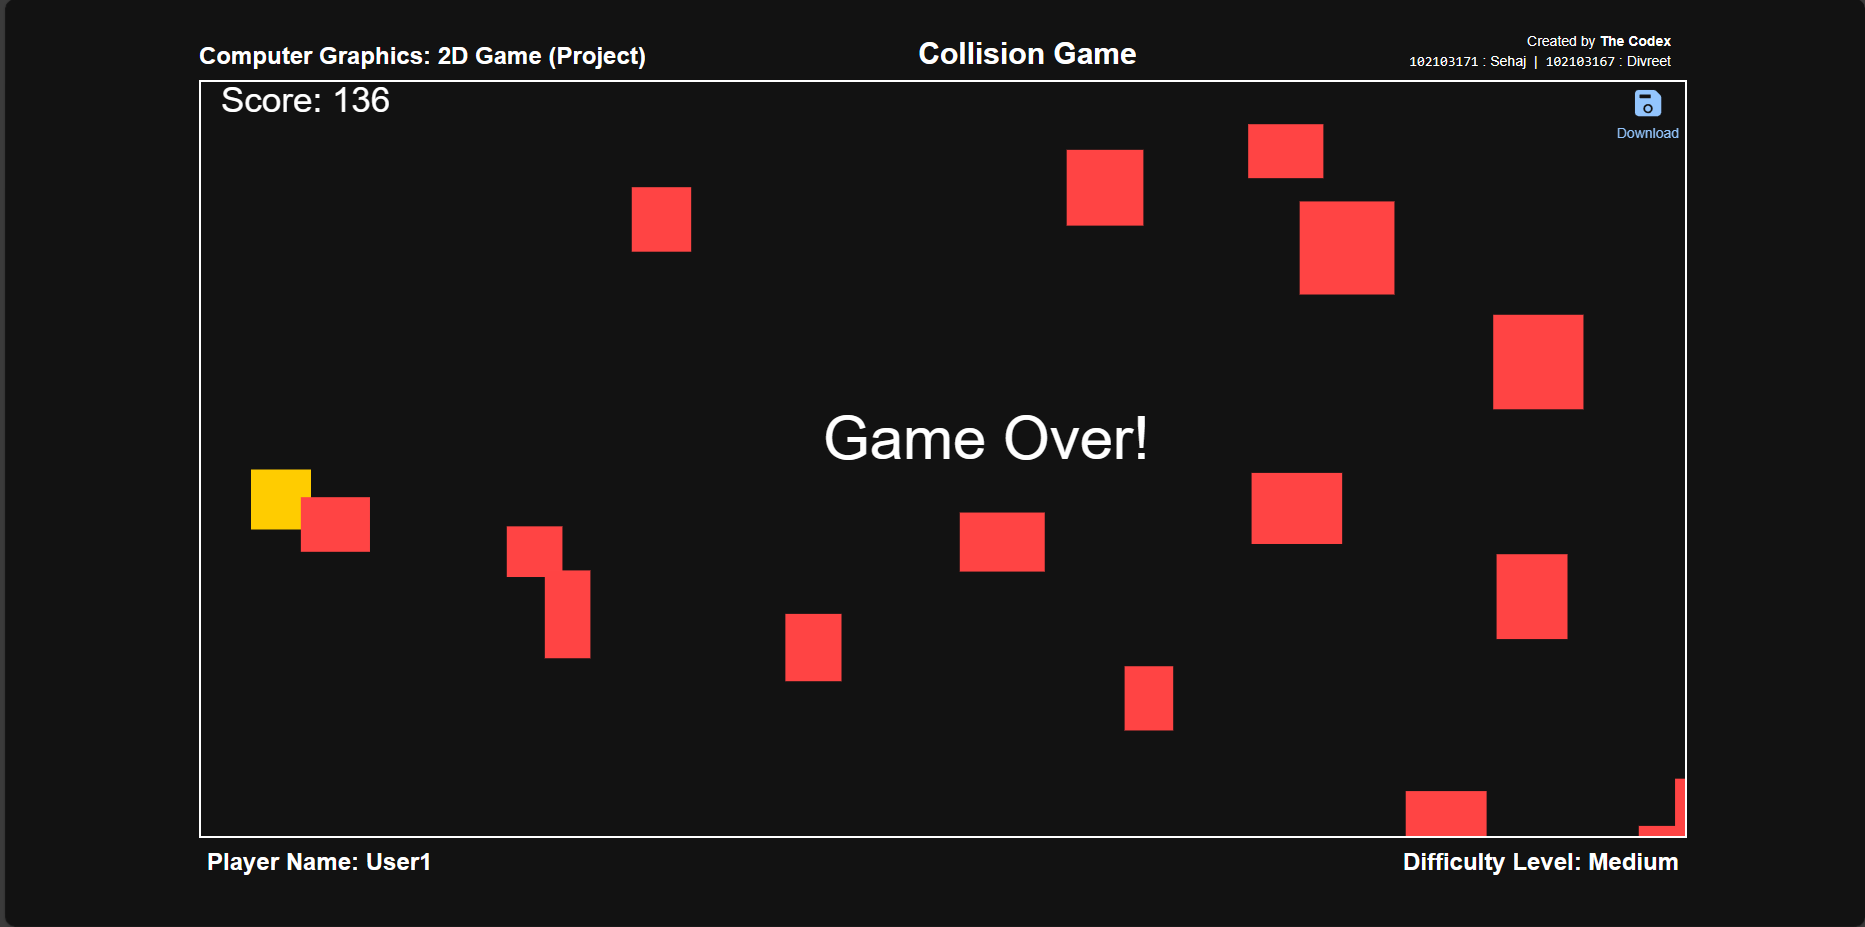 Computer Graphics: 2D Game (Project)
Collision Game
Created by The Codex
102103171 : Sehaj | 102103167 : Divreet
Score: 136
Download
Game Over!
Player Name: User1
Difficulty Level: Medium